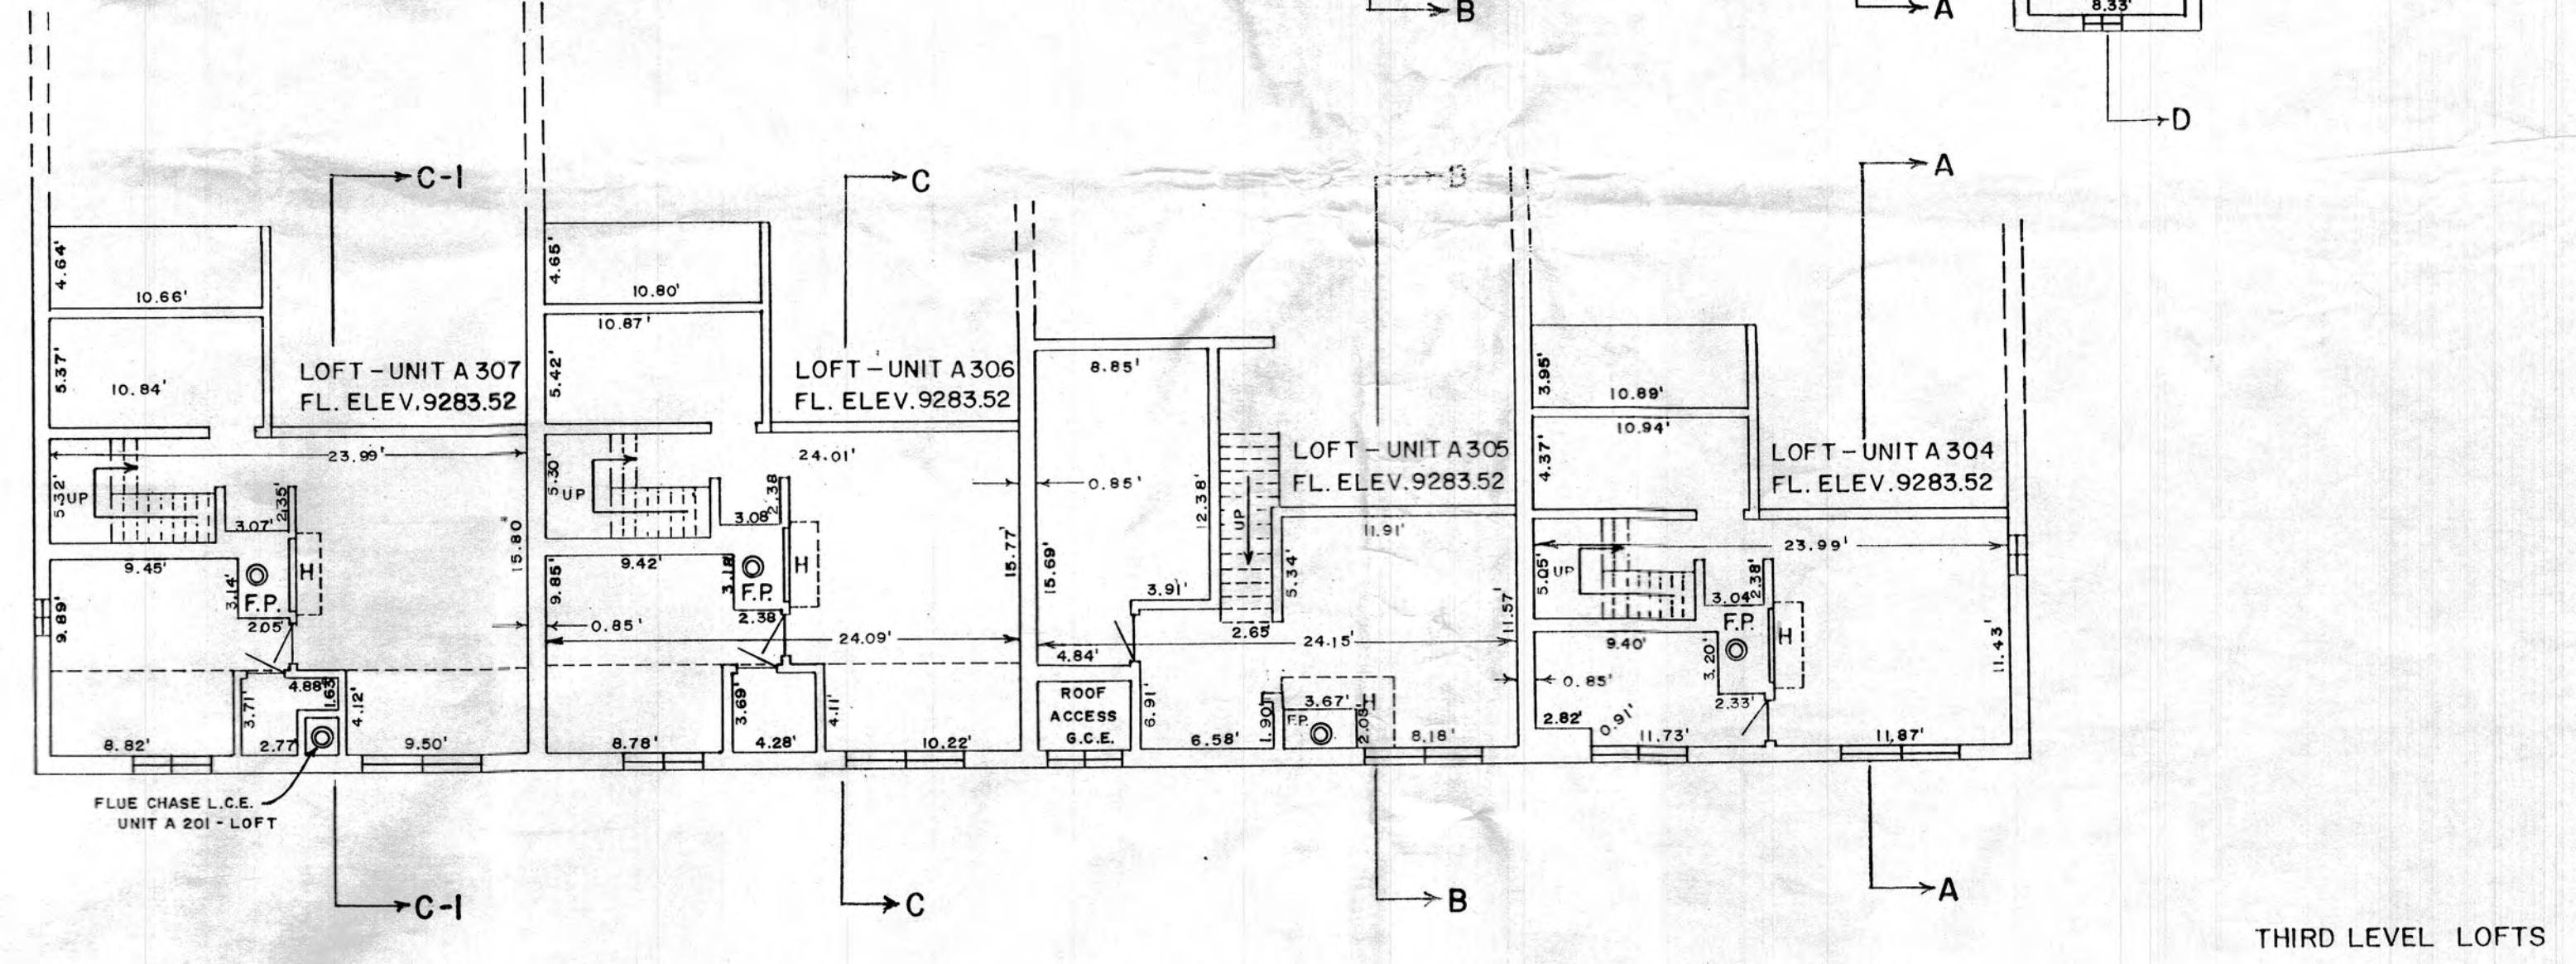 B
A
8.33'
D
C-1
C
B
A
4.64'
10.66'
5.37'
10.84'
LOFT - UNIT A 307
FL. ELEV. 9283.52
23.99'
5.32'
UP
2.35'
3.07'
15.80'
H
9.45'
3.14'
F.P.
9.89'
2.05'
4.88'
1.63'
3.71'
4.12'
8.82'
2.77'
9.50'
FLUE CHASE L.C.E.
UNIT A 201 - LOFT
C-1
4.65'
10.80'
10.87'
5.42'
LOFT - UNIT A 306
FL. ELEV. 9283.52
24.01'
5.30'
UP
2.38
3.08'
15.77'
H
9.42'
3.18'
F.P.
9.85'
2.38'
0.85'
24.09'
3.69'
4.11'
8.78'
4.28'
10.22'
C
8.85'
0.85'
12.38'
UP
LOFT - UNIT A 305
FL. ELEV. 9283.52
11.91'
15.69'
5.34'
3.91'
2.65'
24.15'
11.57'
4.84'
ROOF
ACCESS
G.C.E.
6.91'
6.58'
1.90'
3.67'
H
F.P.
2.03'
8.18'
B
3.95'
10.89'
10.94'
4.37'
LOFT - UNIT A 304
FL. ELEV. 9283.52
23.99'
5.05'
UP
2.38'
3.04'
F.P.
H
9.40'
3.20'
11.43'
0.85'
2.33'
2.82'
0.91'
11.73'
11.87'
A
THIRD LEVEL LOFTS